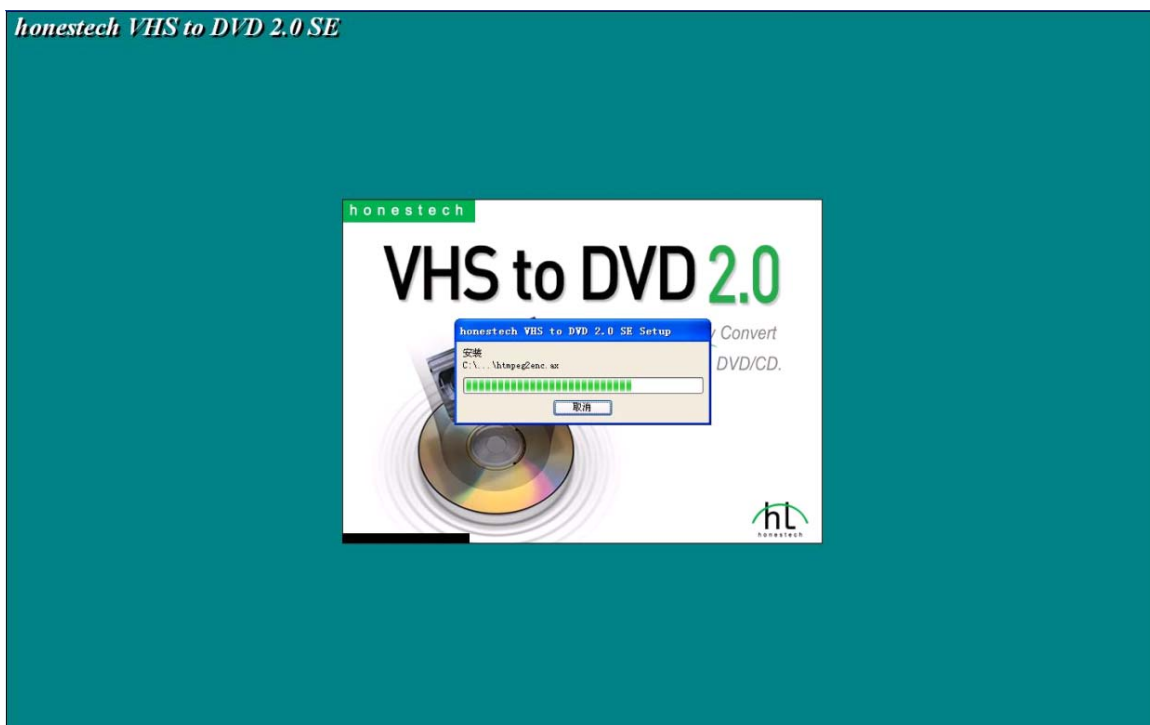 honestech VHS to DVD 2.0 SE
honestech
VHS to DVD 2.0
Convert
DVD/CD.
honestech VHS to DVD 2.0 SE Setup
安装
C:\...\htmpeg2enc.ax
取消
hL
honestech